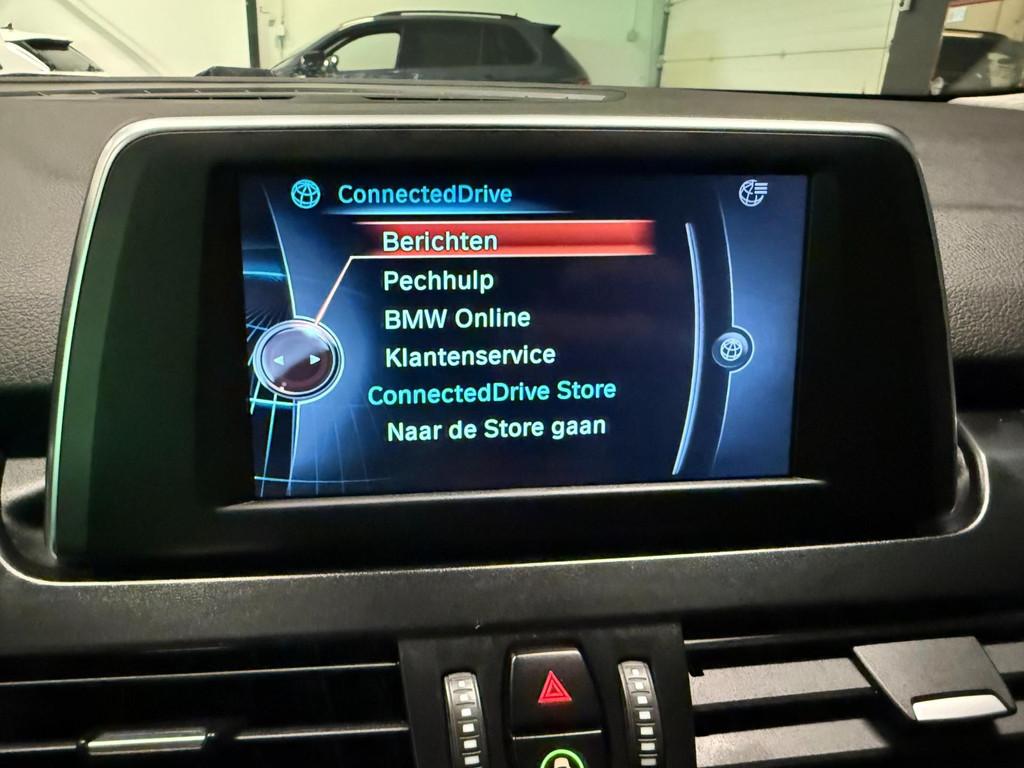 ConnectedDrive
Berichten
Pechhulp
BMW Online
Klantenservice
ConnectedDrive Store
Naar de Store gaan